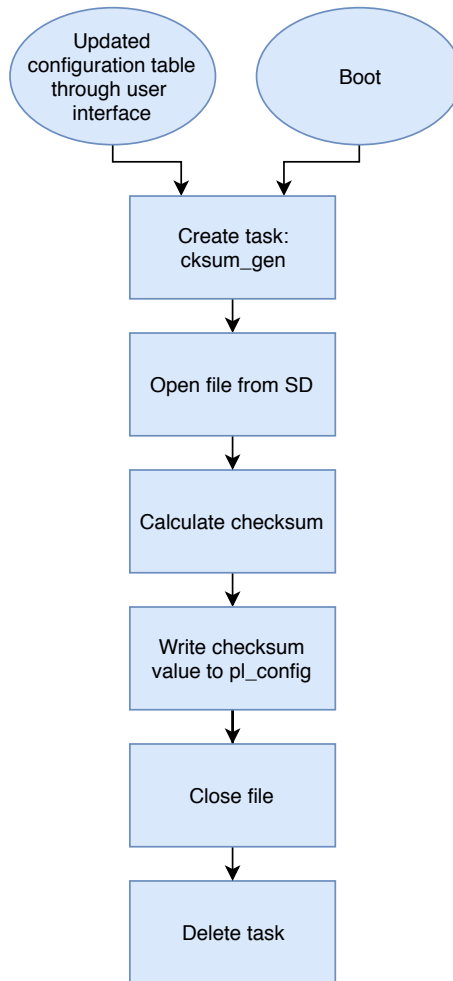 Updated
configuration table
through user
interface
Boot
Create task:
cksum_gen
Open file from SD
Calculate checksum
Write checksum
value to pl_config
Close file
Delete task